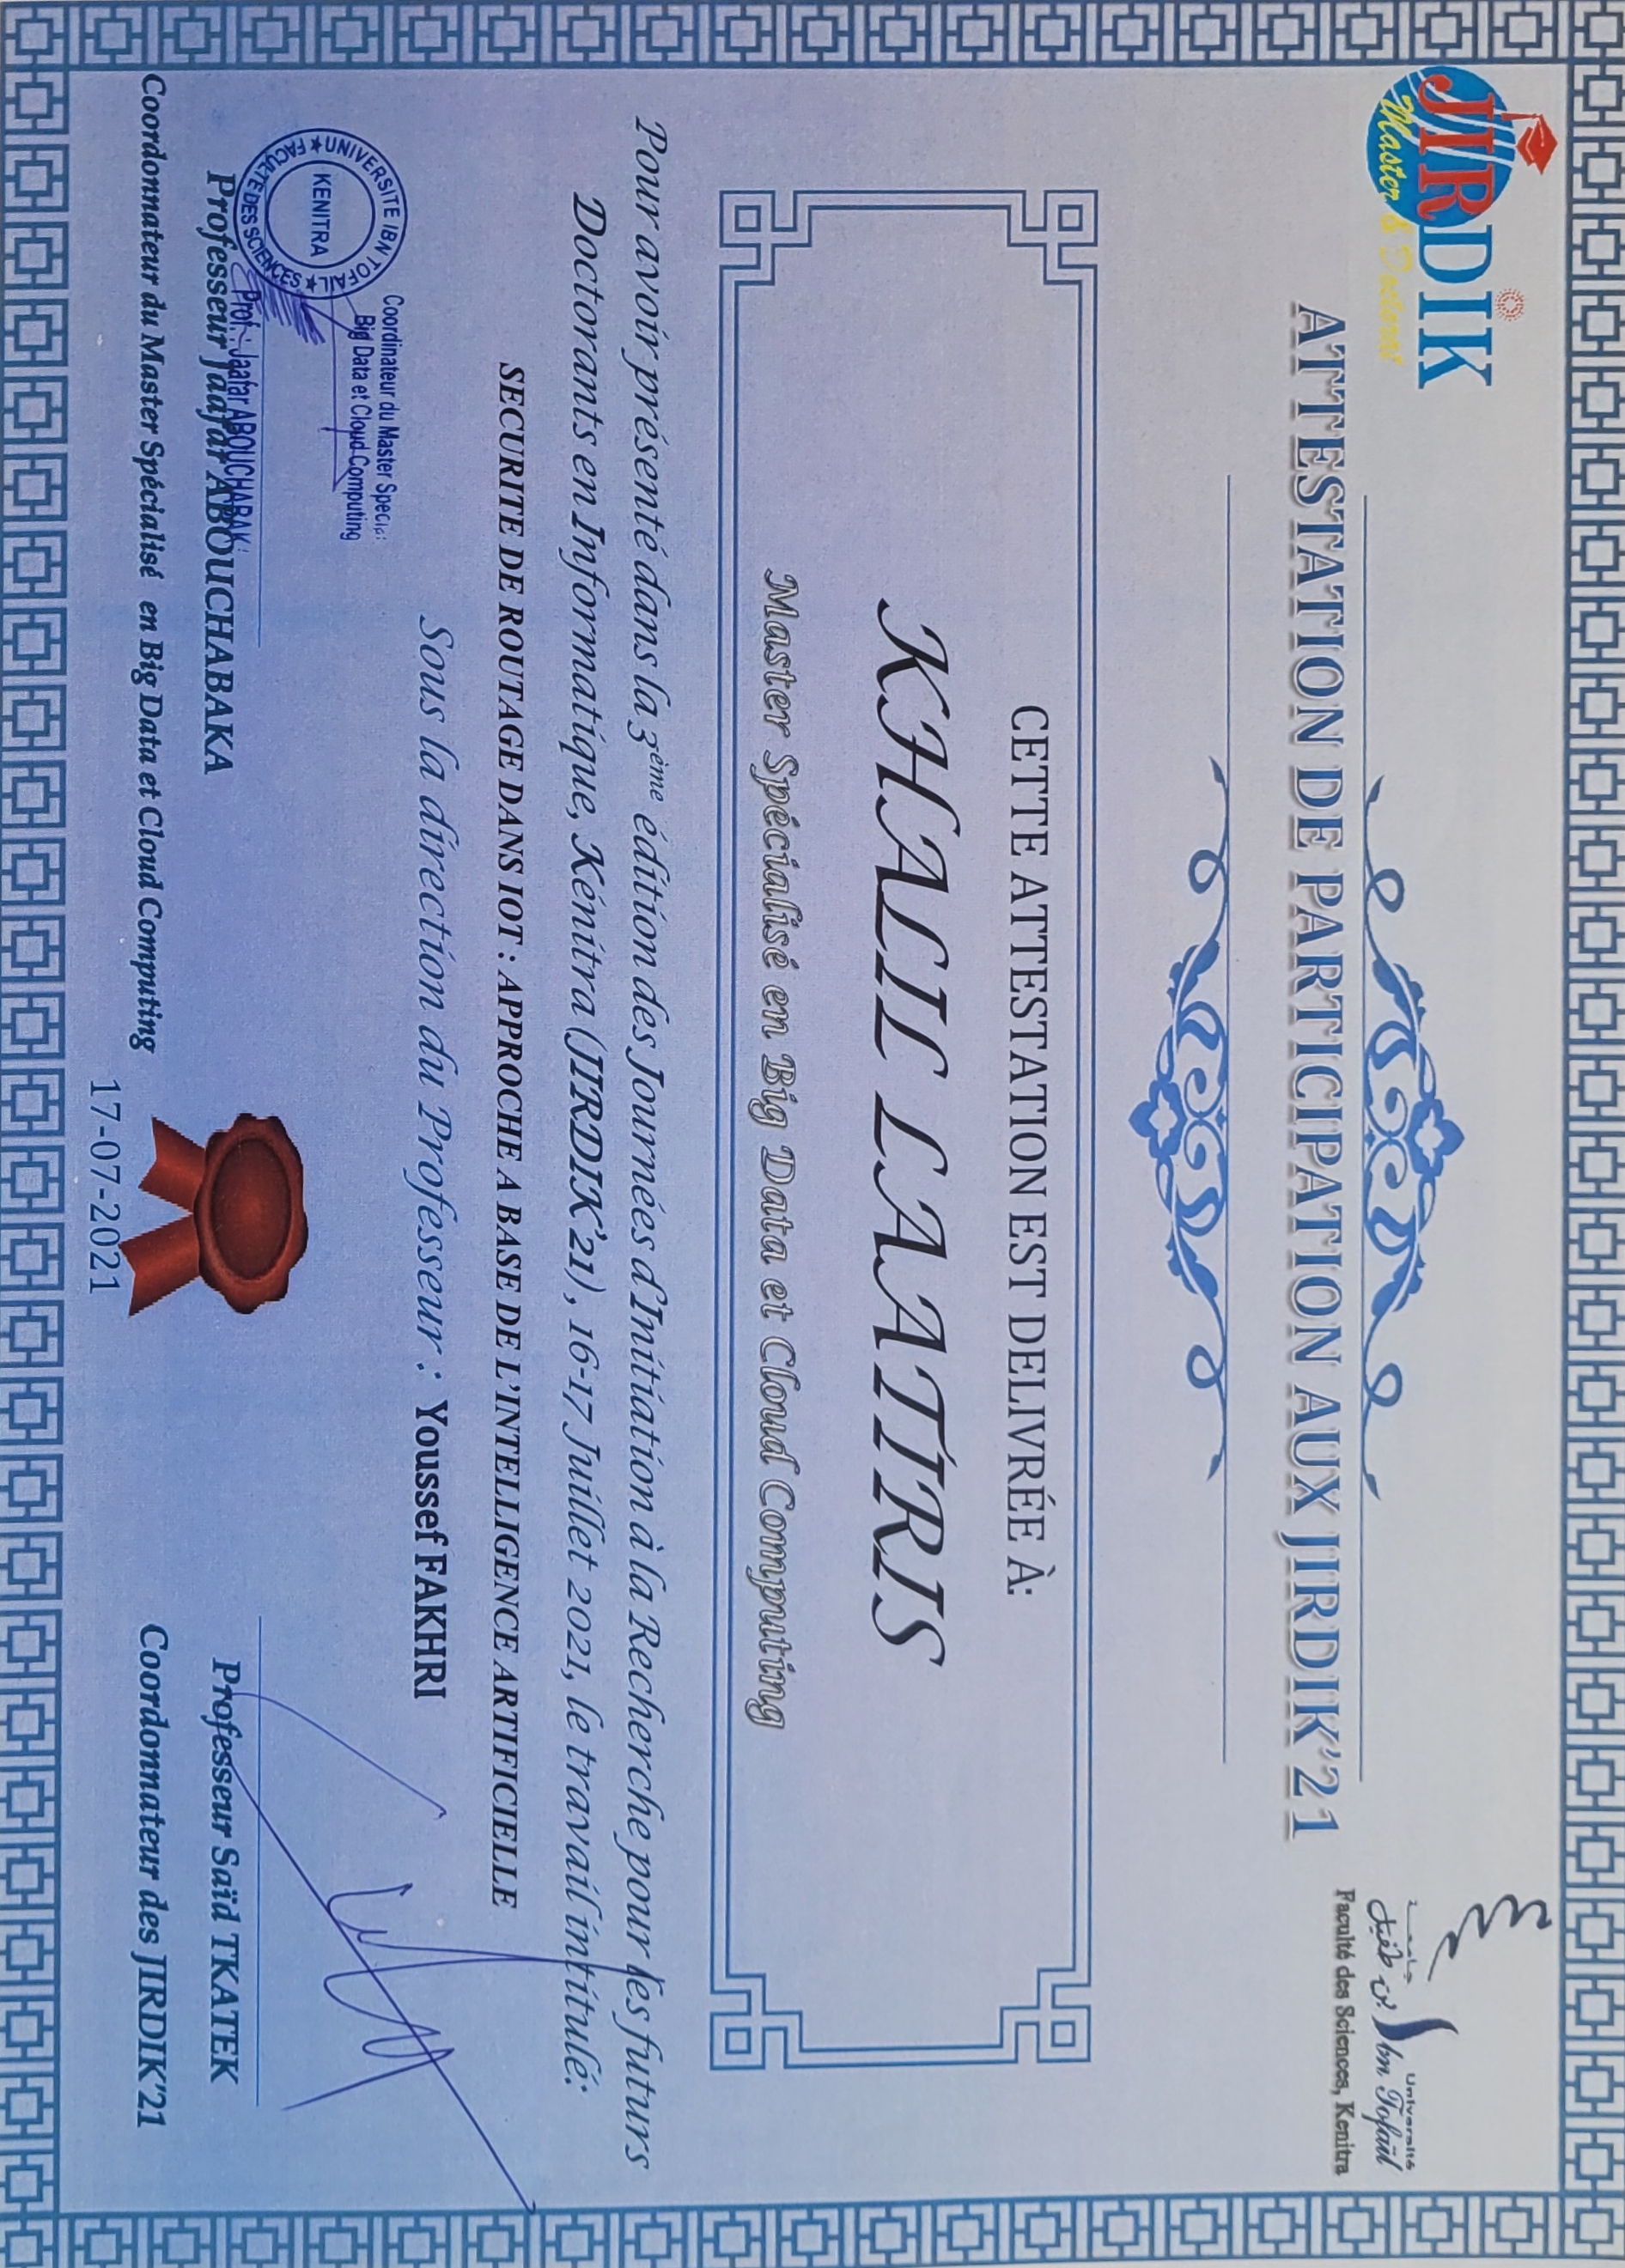 JIRDIK
Master & Doctorat
جامعة
ابن طفيل
Université
Ibn Tofaïl
Faculté des Sciences, Kenitra
ATTESTATION DE PARTICIPATION AUX JIRDIK’21
CETTE ATTESTATION EST DELIVRÉE À:
KHALIL LAATIRIS
Master Spécialisé en Big Data et Cloud Computing
Pour avoir présenté dans la 3ème édition des Journées d’Initiation à la Recherche pour les futurs
Doctorants en Informatique, Kénitra (JIRDIK’21) , 16-17 Juillet 2021, le travail intitulé:
SECURITE DE ROUTAGE DANS IOT : APPROCHE A BASE DE L’INTELLIGENCE ARTIFICIELLE
Sous la direction du Professeur : Youssef FAKHRI
UNIVERSITE IBN TOFAIL
KENITRA
FACULTE DES SCIENCES
Coordinateur du Master
Big Data et Cloud Computing
Prof. : Jaafar
Professeur Jaafar ABOUCHABAKA
Coordonnateur du Master Spécialisé en Big Data et Cloud Computing
17-07-2021
Professeur Saïd TKATEK
Coordonnateur des JIRDIK’21